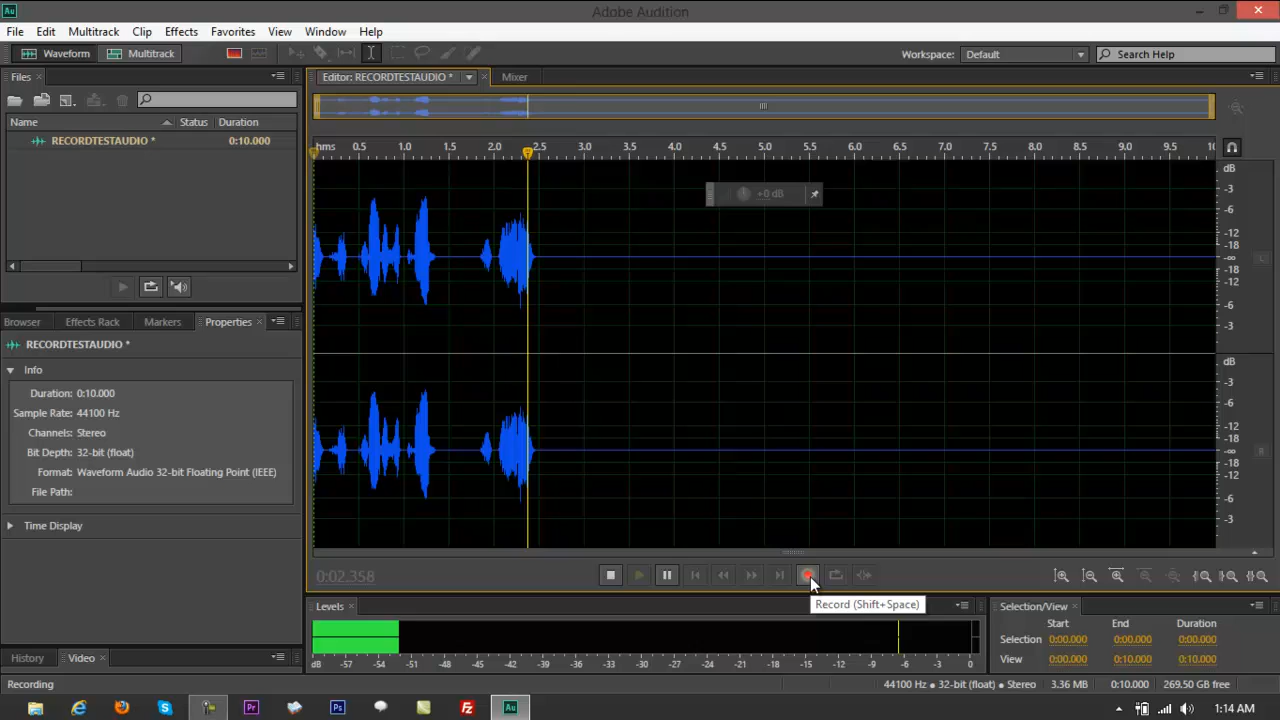 Au
Adobe Audition
File Edit Multitrack Clip Effects Favorites View Window Help
Waveform Multitrack
Workspace: Default
Search Help
Files
Name Status Duration
RECORDTESTAUDIO * 0:10.000
Editor: RECORDTESTAUDIO * Mixer
hms 0.5 1.0 1.5 2.0 2.5 3.0 3.5 4.0 4.5 5.0 5.5 6.0 6.5 7.0 7.5 8.0 8.5 9.0 9.5 10
+0 dB
dB
-3
-6
-12
-18
-∞
-18
-12
-6
-3
L
dB
-3
-6
-12
-18
-∞
-18
-12
-6
-3
R
Browser Effects Rack Markers Properties
RECORDTESTAUDIO *
Info
Duration: 0:10.000
Sample Rate: 44100 Hz
Channels: Stereo
Bit Depth: 32-bit (float)
Format: Waveform Audio 32-bit Floating Point (IEEE)
File Path:
Time Display
0:02.358
Record (Shift+Space)
Levels
dB -57 -54 -51 -48 -45 -42 -39 -36 -33 -30 -27 -24 -21 -18 -15 -12 -9 -6 -3 0
Selection/View
Start End Duration
Selection 0:00.000 0:00.000 0:00.000
View 0:00.000 0:10.000 0:10.000
History Video
Recording
44100 Hz ● 32-bit (float) ● Stereo 3.36 MB 0:10.000 269.50 GB free
Pr Ps Fz Au
1:14 AM